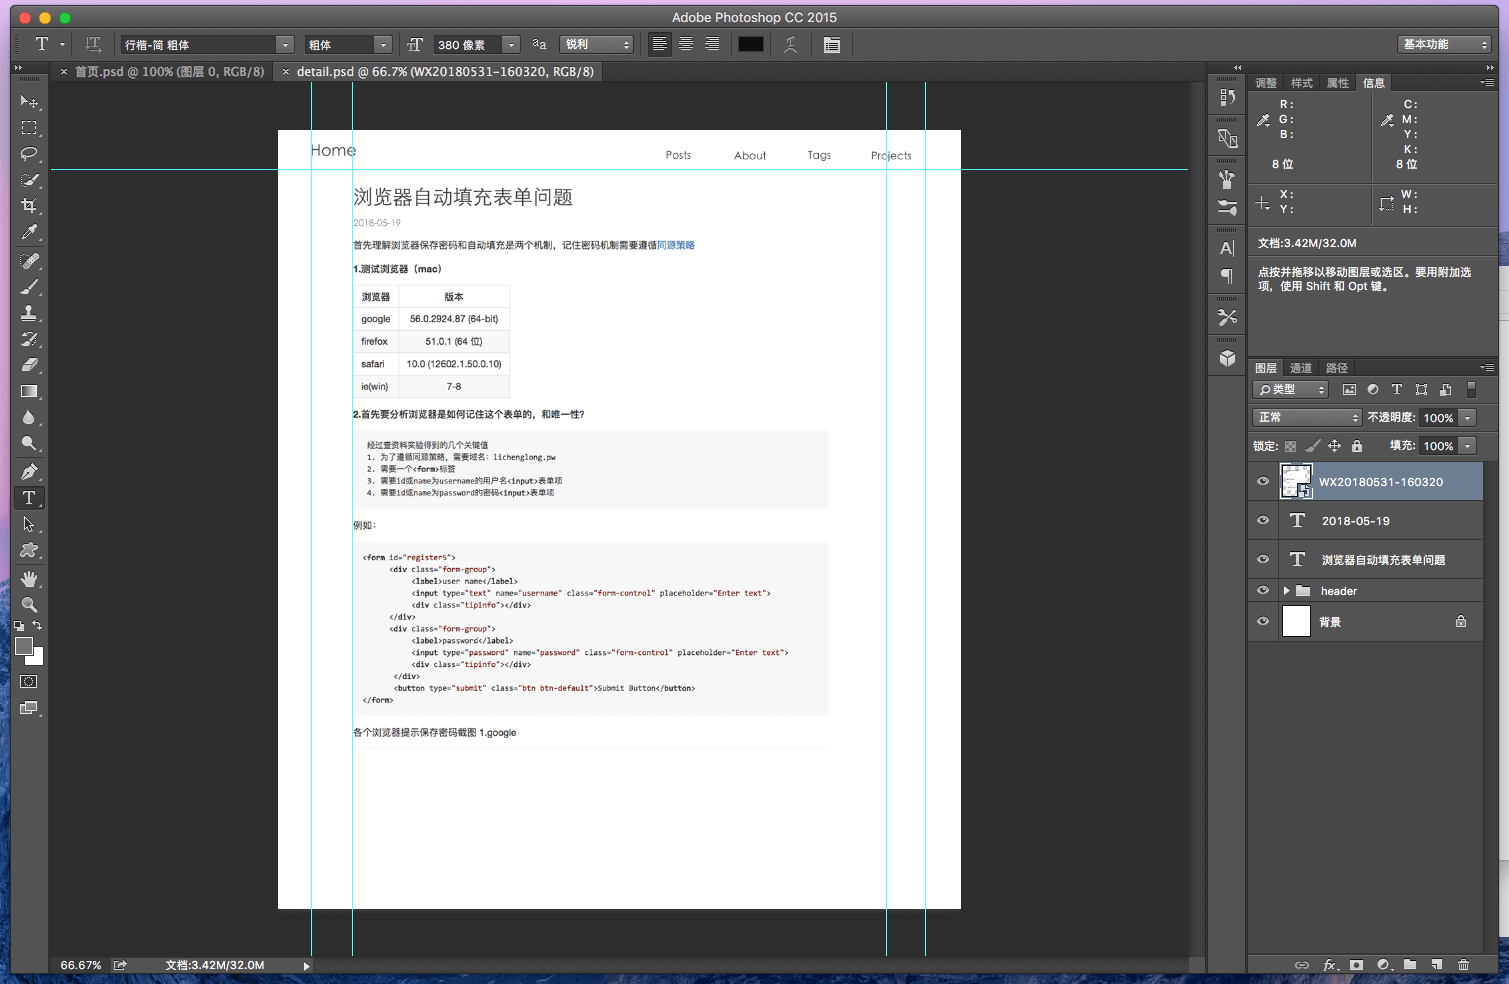 Adobe Photoshop CC 2015
T 行楷-简 粗体 粗体 380 像素 aa 锐利 基本功能
× 首页.psd @ 100% (图层 0, RGB/8) × detail.psd @ 66.7% (WX20180531-160320, RGB/8)
Home Posts About Tags Projects
浏览器自动填充表单问题
2018-05-19
首先理解浏览器保存密码和自动填充是两个机制，记住密码机制需要遵循同源策略
1.测试浏览器（mac）
浏览器 版本
google 56.0.2924.87 (64-bit)
firefox 51.0.1 (64 位)
safari 10.0 (12602.1.50.0.10)
ie(win) 7-8
2.首先要分析浏览器是如何记住这个表单的，和唯一性?
经过查资料实验得到的几个关键值
1. 为了遵循同源策略，需要域名：lichenglong.pw
2. 需要一个<form>标签
3. 需要id或name为username的用户名<input>表单项
4. 需要id或name为password的密码<input>表单项
例如：
<form id="register5">
<div class="form-group">
<label>user name</label>
<input type="text" name="username" class="form-control" placeholder="Enter text">
<div class="tipinfo"></div>
</div>
<div class="form-group">
<label>password</label>
<input type="password" name="password" class="form-control" placeholder="Enter text">
<div class="tipinfo"></div>
</div>
<button type="submit" class="btn btn-default">Submit Button</button>
</form>
各个浏览器提示保存密码截图 1.google
66.67% 文档:3.42M/32.0M
调整 样式 属性 信息
R: C:
G: M:
B: Y:
K:
8 位 8 位
X: W:
Y: H:
文档:3.42M/32.0M
点按并拖移以移动图层或选区。要用附加选
项，使用 Shift 和 Opt 键。
图层 通道 路径
类型
正常 不透明度: 100%
锁定: 填充: 100%
WX20180531-160320
T 2018-05-19
T 浏览器自动填充表单问题
header
背景
fx